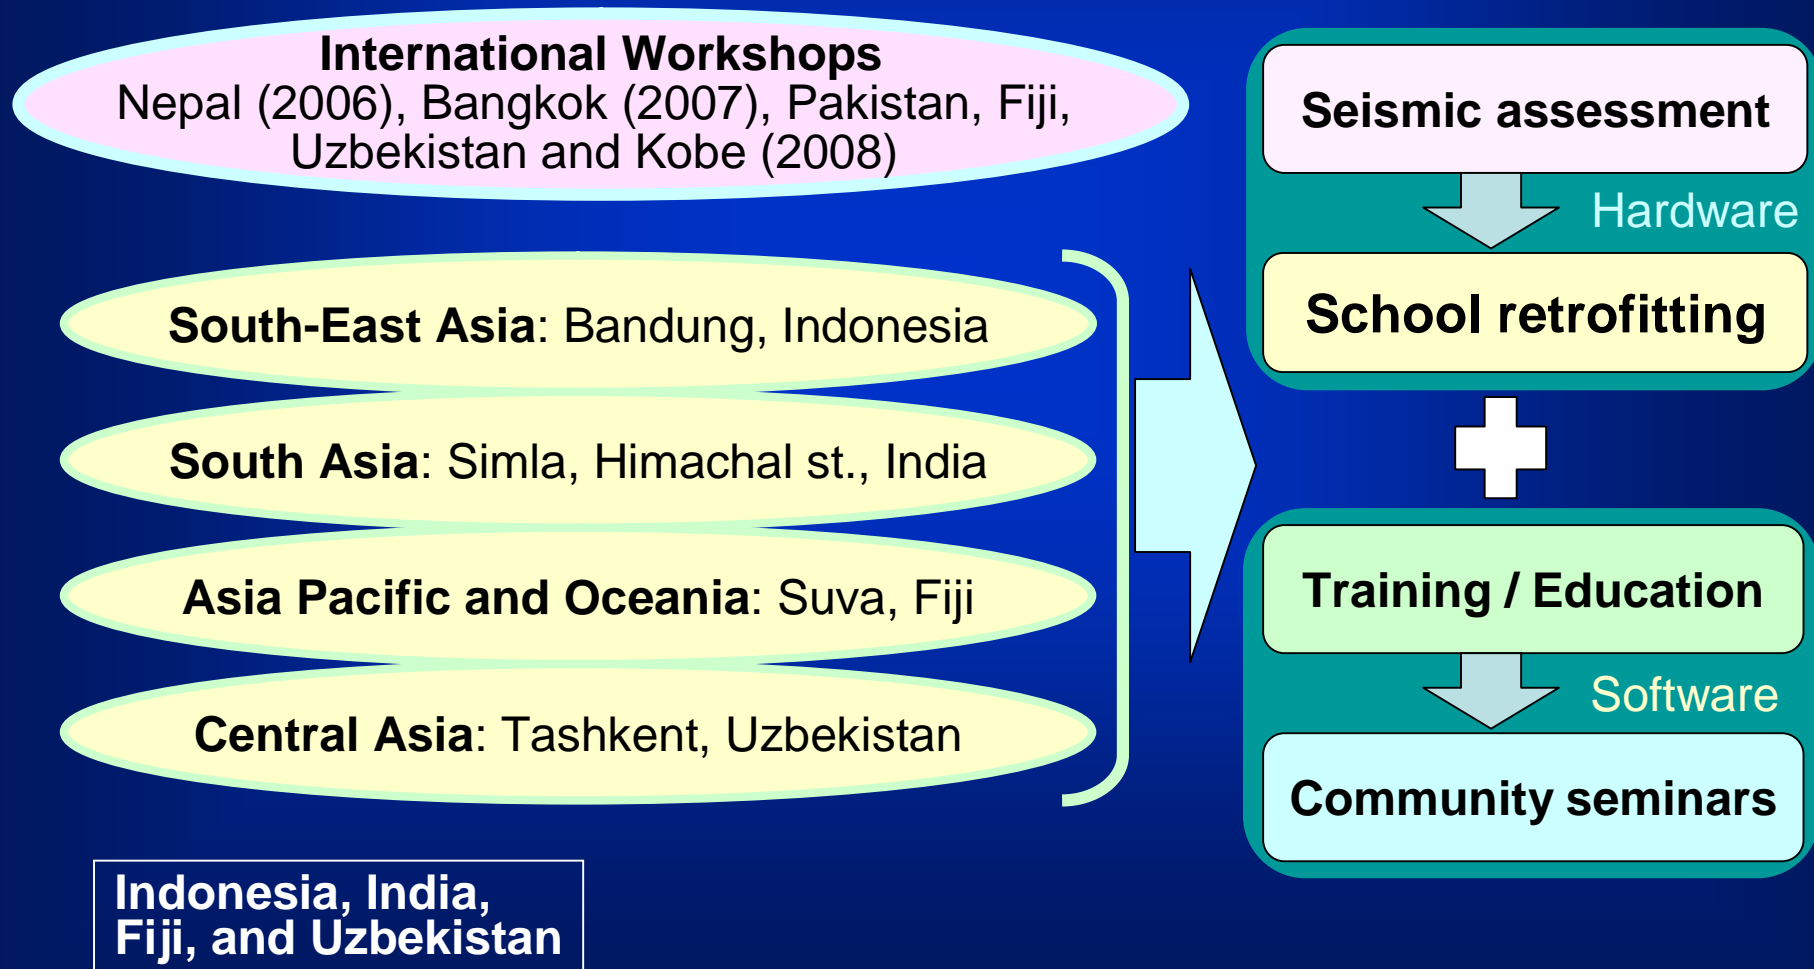 International Workshops
Nepal (2006), Bangkok (2007), Pakistan, Fiji,
Uzbekistan and Kobe (2008)
South-East Asia: Bandung, Indonesia
South Asia: Simla, Himachal st., India
Asia Pacific and Oceania: Suva, Fiji
Central Asia: Tashkent, Uzbekistan
Indonesia, India,
Fiji, and Uzbekistan
Seismic assessment
Hardware
School retrofitting
Training / Education
Software
Community seminars